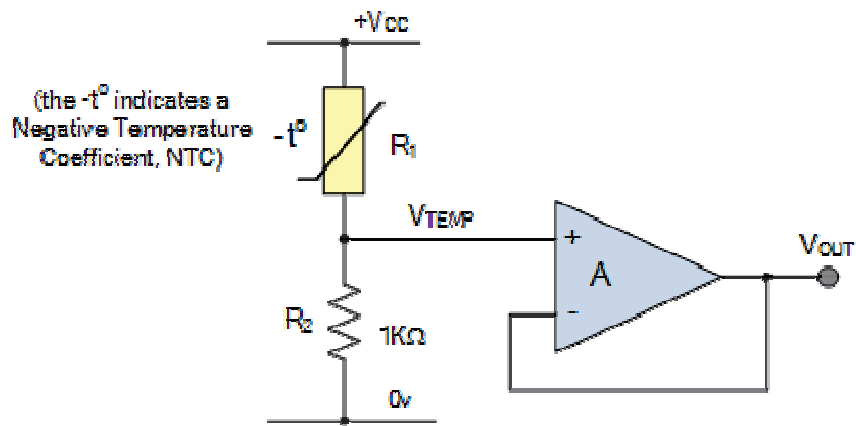 +Vcc
(the -t° indicates a
Negative Temperature
Coefficient, NTC)
-t°
R1
VTEMP
+
A
-
VOUT
R2
1KΩ
0v